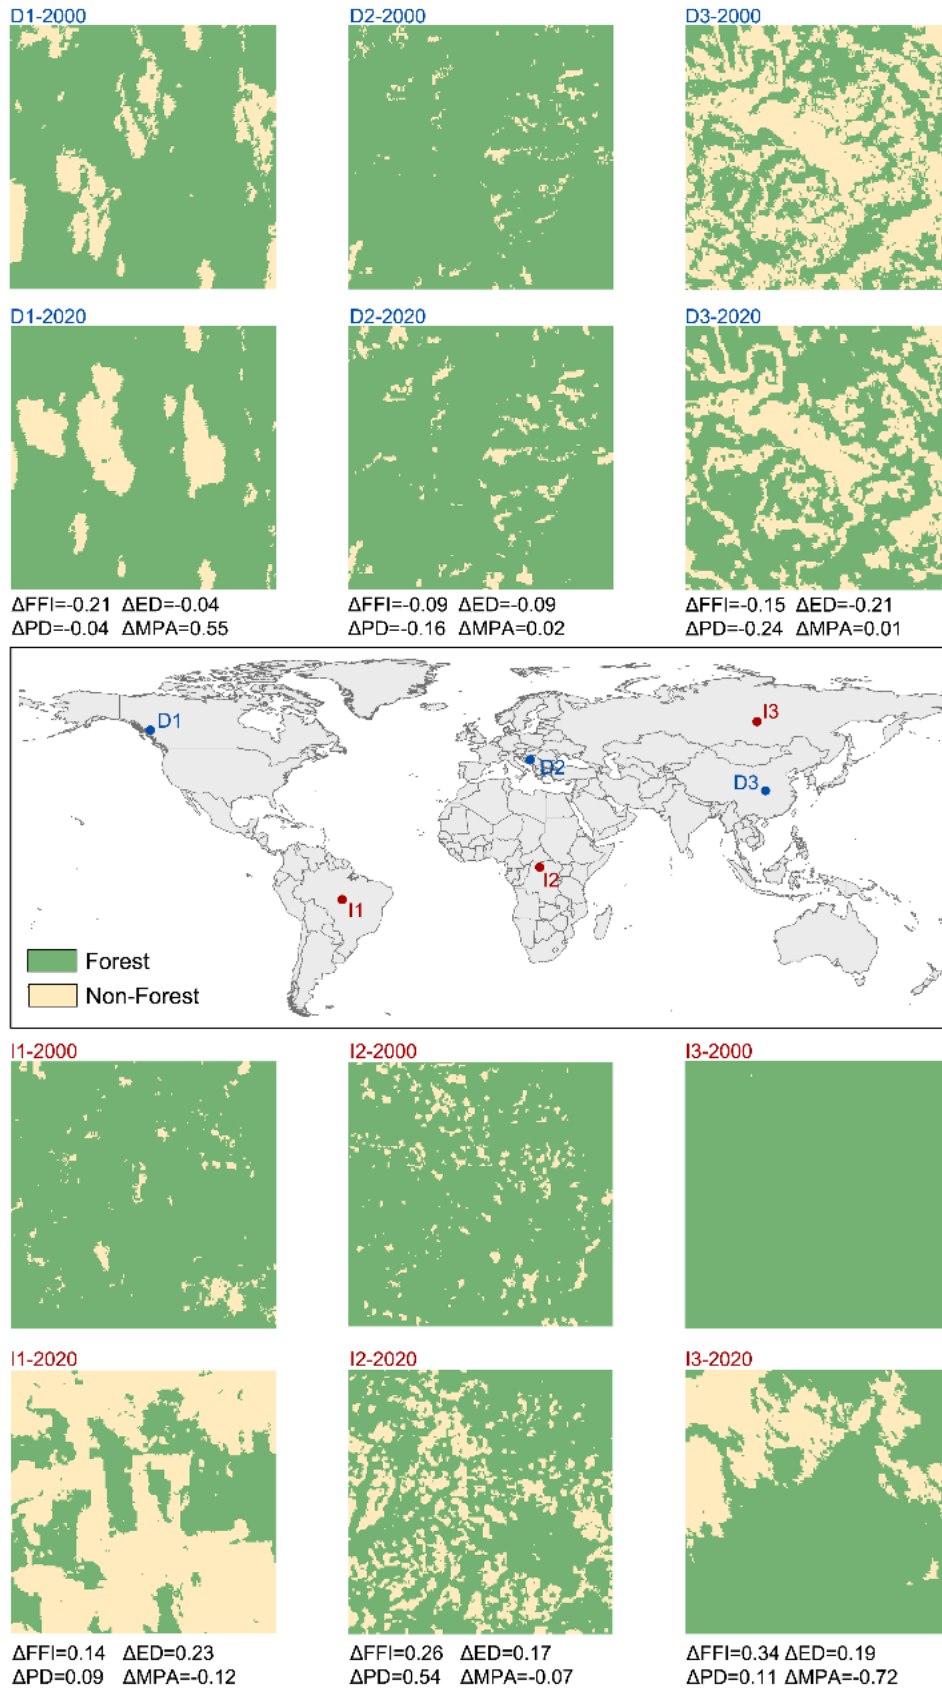 D1-2000 D2-2000 D3-2000
D1-2020 D2-2020 D3-2020
ΔFFI=-0.21 ΔED=-0.04 ΔFFI=-0.09 ΔED=-0.09 ΔFFI=-0.15 ΔED=-0.21
ΔPD=-0.04 ΔMPA=0.55 ΔPD=-0.16 ΔMPA=0.02 ΔPD=-0.24 ΔMPA=0.01
I3
D1
D2
D3
I2
I1
Forest
Non-Forest
I1-2000 I2-2000 I3-2000
I1-2020 I2-2020 I3-2020
ΔFFI=0.14 ΔED=0.23 ΔFFI=0.26 ΔED=0.17 ΔFFI=0.34 ΔED=0.19
ΔPD=0.09 ΔMPA=-0.12 ΔPD=0.54 ΔMPA=-0.07 ΔPD=0.11 ΔMPA=-0.72